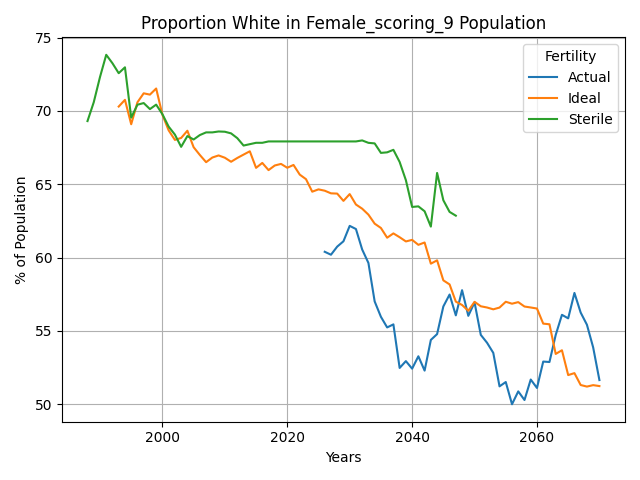 Proportion White in Female_scoring_9 Population
75
70
65
60
55
50
% of Population
Fertility
Actual
Ideal
Sterile
2000
2020
2040
2060
Years